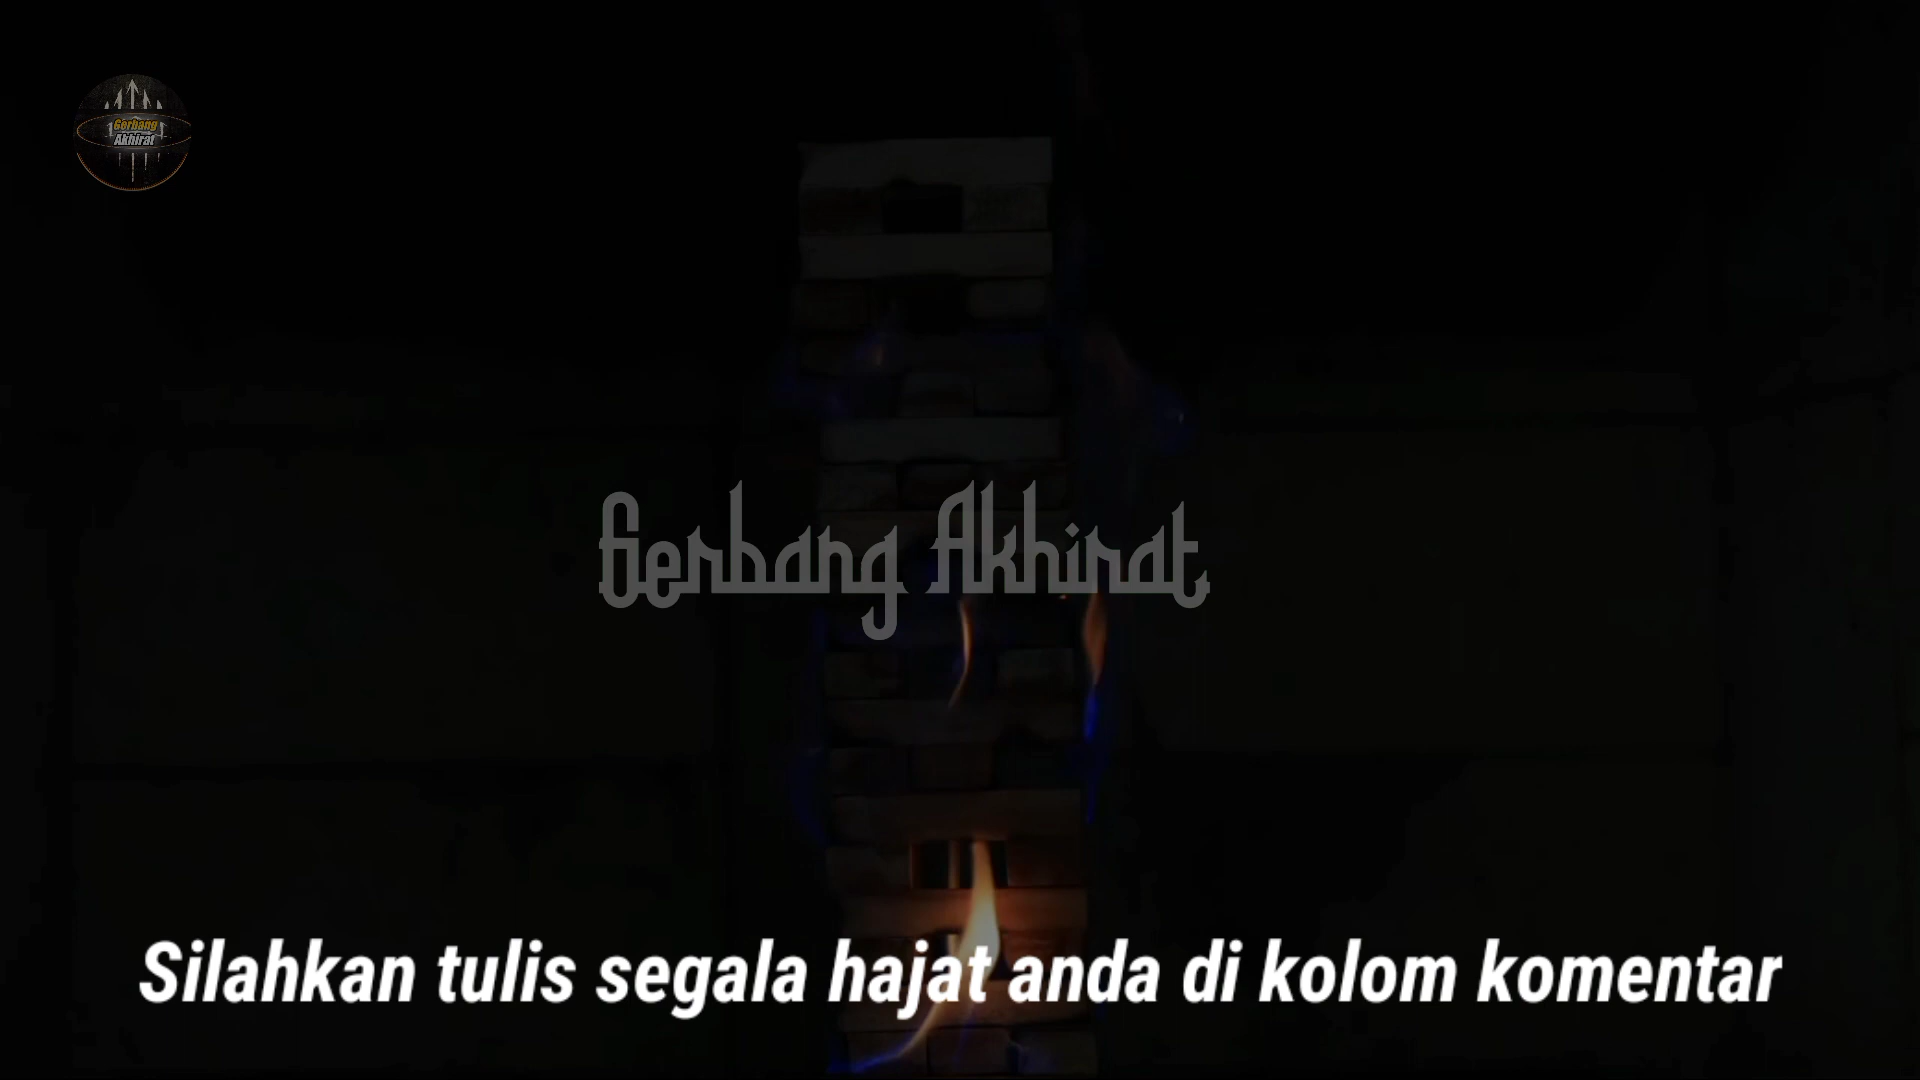 Gerbang
Akhirat
Gerbang Akhirat
Silahkan tulis segala hajat anda di kolom komentar